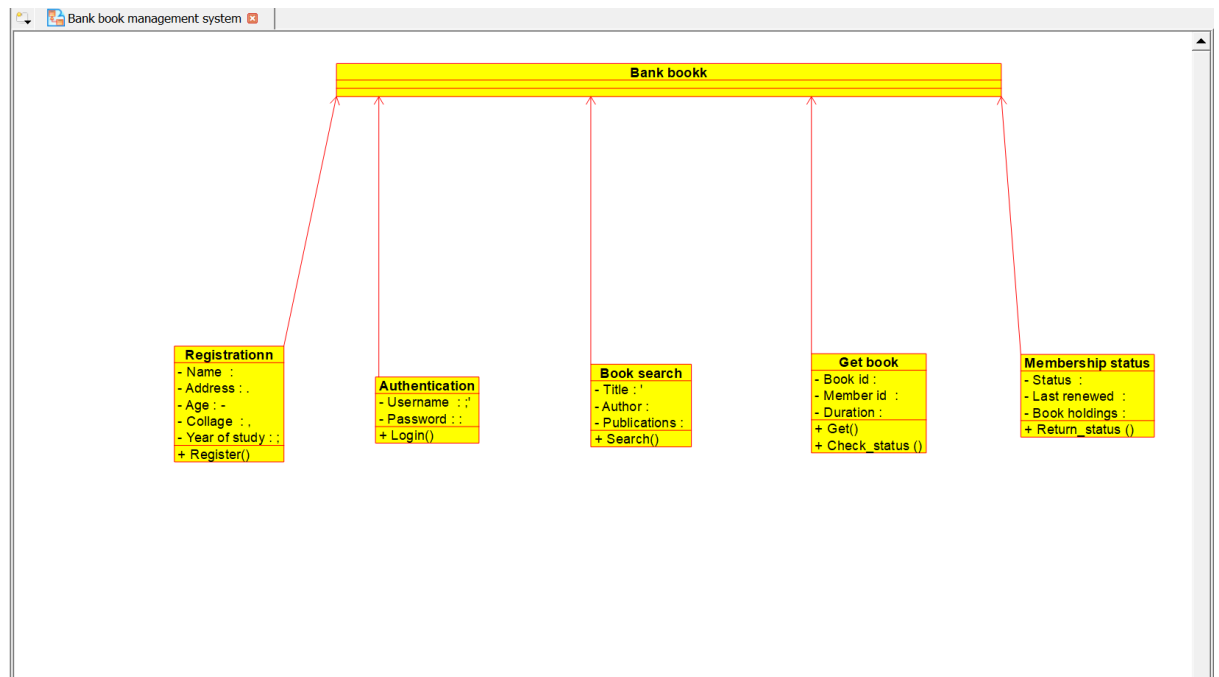 Bank book management system
Bank bookk
Registrationn
- Name :
- Address : .
- Age : -
- Collage : ,
- Year of study : ;
+ Register()
Authentication
- Username : ;'
- Password : :
+ Login()
Book search
- Title : '
- Author :
- Publications :
+ Search()
Get book
- Book id :
- Member id :
- Duration :
+ Get()
+ Check_status ()
Membership status
- Status :
- Last renewed :
- Book holdings :
+ Return_status ()